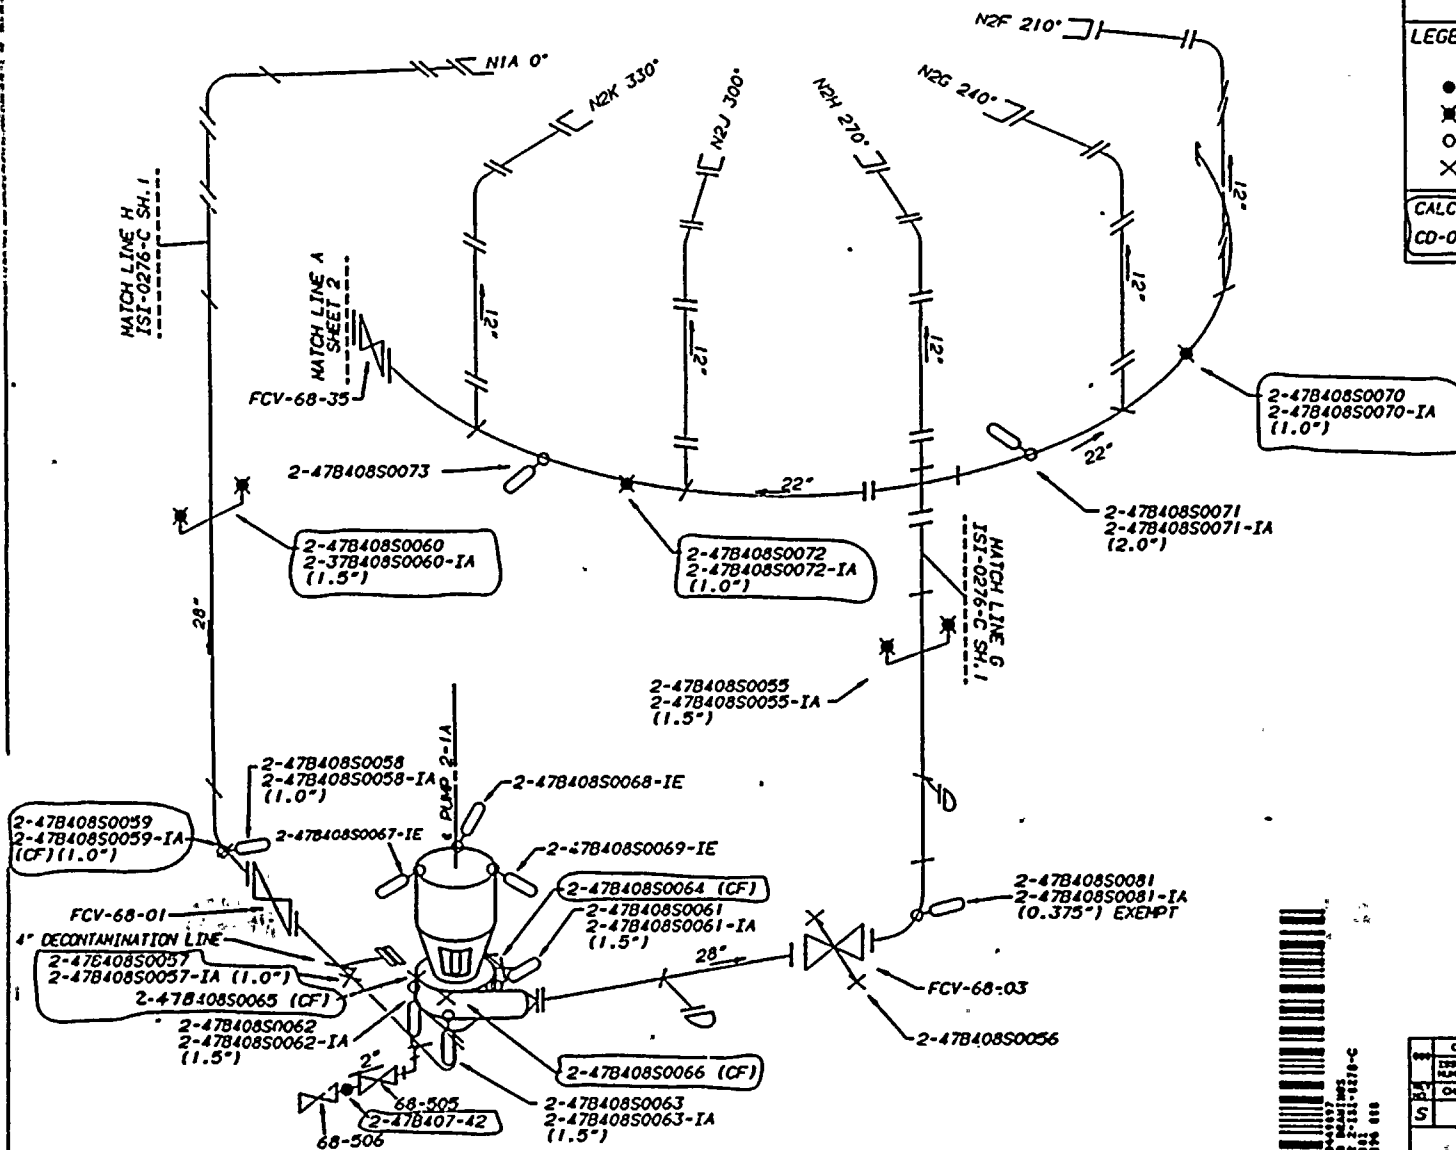 N2F 210°
LEGE
N1A 0°
N2K 330°
N2J 300°
N2H 270°
N2G 240°
12"
MATCH LINE H
ISI-0276-C SH.1
MATCH LINE A
SHEET 2
12"
12"
12"
12"
CALC
CD-0
FCV-68-35
2-47B408S0070
2-47B408S0070-IA
(1.0")
2-47B408S0073
22"
22"
2-47B408S0071
2-47B408S0071-IA
(2.0")
2-47B408S0060
2-37B408S0060-IA
(1.5")
2-47B408S0072
2-47B408S0072-IA
(1.0")
MATCH LINE G
ISI-0276-C SH.1
28"
2-47B408S0055
2-47B408S0055-IA
(1.5")
2-47B408S0058
2-47B408S0058-IA
(1.0")
PUMP 2-1A
2-47B408S0068-IE
2-47B408S0059
2-47B408S0059-IA
(CF)(1.0")
2-47B408S0067-IE
2-47B408S0069-IE
2-47B408S0064 (CF)
2-47B408S0061
2-47B408S0061-IA
(1.5")
2-47B408S0081
2-47B408S0081-IA
(0.375") EXEMPT
FCV-68-01
4" DECONTAMINATION LINE
2-47B408S0057
2-47B408S0057-IA (1.0")
2-47B408S0065 (CF)
28"
FCV-68-03
2-47B408S0062
2-47B408S0062-IA
(1.5")
2-47B408S0056
2"
2-47B408S0066 (CF)
68-505
2-47B407-42
68-506
2-47B408S0063
2-47B408S0063-IA
(1.5")
S